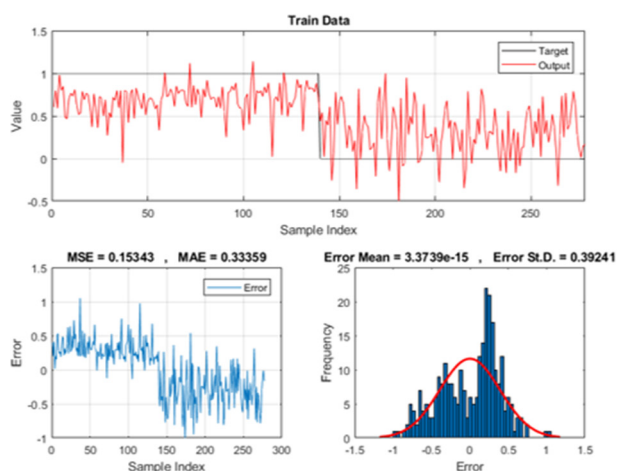 Train Data
1.5
1
0.5
0
-0.5
Value
Target
Output
0 50 100 150 200 250
Sample Index
MSE = 0.15343 , MAE = 0.33359
1.5
1
0.5
0
-0.5
-1
Error
Error
0 50 100 150 200 250 300
Sample Index
Error Mean = 3.3739e-15 , Error St.D. = 0.39241
25
20
15
10
5
0
Frequency
-1.5 -1 -0.5 0 0.5 1 1.5
Error